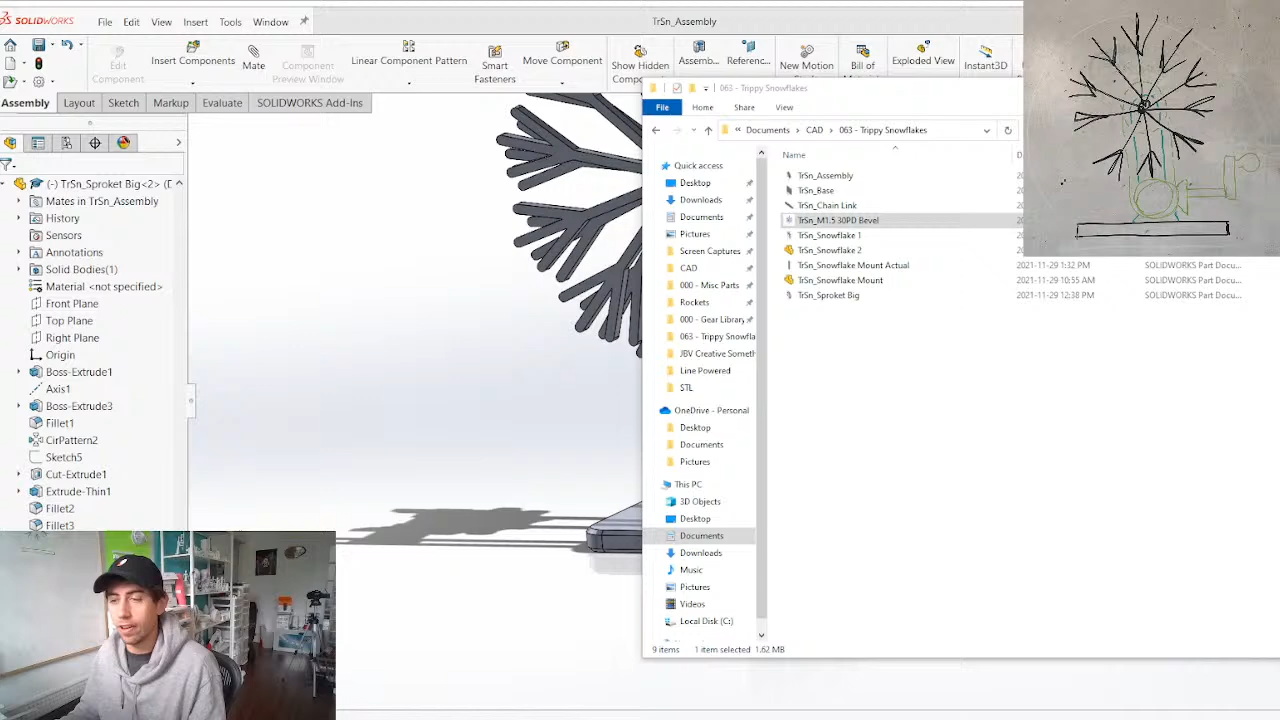 SOLIDWORKS File Edit View Insert Tools Window
TrSn_Assembly
Edit Component
Insert Components
Mate
Component Preview Window
Linear Component Pattern
Smart Fasteners
Move Component
Show Hidden
Assemb...
Referenc...
New Motion
Bill of
Exploded View
Instant3D
Assembly Layout Sketch Markup Evaluate SOLIDWORKS Add-Ins
(-) TrSn_Sproket Big<2> (D
Mates in TrSn_Assembly
History
Sensors
Annotations
Solid Bodies(1)
Material <not specified>
Front Plane
Top Plane
Right Plane
Origin
Boss-Extrude1
Axis1
Boss-Extrude3
Fillet1
CirPattern2
Sketch5
Cut-Extrude1
Extrude-Thin1
Fillet2
Fillet3
063 - Trippy Snowflakes
File Home Share View
« Documents › CAD › 063 - Trippy Snowflakes
Quick access
Desktop
Downloads
Documents
Pictures
Screen Captures
CAD
000 - Misc Parts
Rockets
000 - Gear Library
063 - Trippy Snowfla
JBV Creative Someth
Line Powered
STL
OneDrive - Personal
Desktop
Documents
Pictures
This PC
3D Objects
Desktop
Documents
Downloads
Music
Pictures
Videos
Local Disk (C:)
Name
TrSn_Assembly
TrSn_Base
TrSn_Chain Link
TrSn_M1.5 30PD Bevel
TrSn_Snowflake 1
TrSn_Snowflake 2
TrSn_Snowflake Mount Actual 2021-11-29 1:32 PM SOLIDWORKS Part Docu...
TrSn_Snowflake Mount 2021-11-29 10:55 AM SOLIDWORKS Part Docu...
TrSn_Sproket Big 2021-11-29 12:38 PM SOLIDWORKS Part Docu...
9 items 1 item selected 1.62 MB